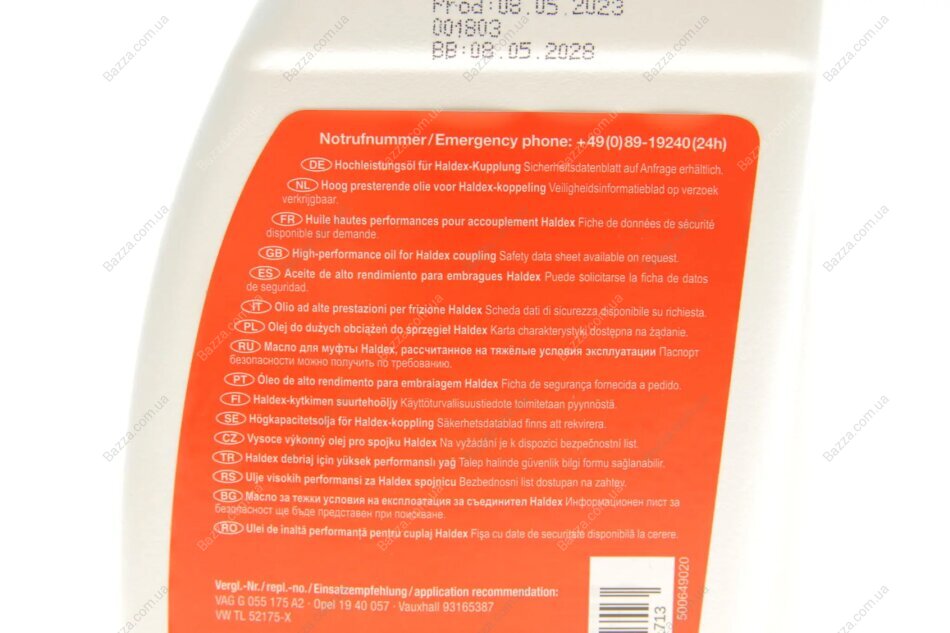 Prod:08.05.2023
001803
BB:08.05.2028
Notrufnummer/Emergency phone: +49(0)89-19240(24h)
DE Hochleistungsöl für Haldex-Kupplung Sicherheitsdatenblatt auf Anfrage erhältlich.
NL Hoog presterende olie voor Haldex-koppeling Veiligheidsinformatieblad op verzoek
verkrijgbaar.
FR Huile hautes performances pour accouplement Haldex Fiche de données de sécurité
disponible sur demande.
GB High-performance oil for Haldex coupling Safety data sheet available on request.
ES Aceite de alto rendimiento para embragues Haldex Puede solicitarse la ficha de datos
de seguridad.
IT Olio ad alte prestazioni per frizione Haldex Scheda dati di sicurezza disponibile su richiesta.
PL Olej do dużych obciążeń do sprzęgieł Haldex Karta charakterystyki dostępna na żądanie.
RU Масло для муфты Haldex, рассчитанное на тяжёлые условия эксплуатации Паспорт
безопасности можно получить по требованию.
PT Óleo de alto rendimento para embraiagem Haldex Ficha de segurança fornecida a pedido.
FI Haldex-kytkimen suurtehoöljy Käyttöturvallisuustiedote toimitetaan pyynnöstä.
SE Högkapacitetsolja för Haldex-koppling Säkerhetsdatablad finns att rekvirera.
CZ Vysoce výkonný olej pro spojku Haldex Na vyžádání je k dispozici bezpečnostní list.
TR Haldex debriaj için yüksek performanslı yağ Talep halinde güvenlik bilgi formu sağlanabilir.
RS Ulje visokih performansi za Haldex spojnicu Bezbednosni list dostupan na zahtev.
BG Масло за тежки условия на експлоатация за съединител Haldex Информационен лист за
безопасност ще бъде представен при поискване.
RO Ulei de înaltă performanță pentru cuplaj Haldex Fișa cu date de securitate disponibilă la cerere.
Vergl.-Nr./repl.-no./Einsatzempfehlung/application recommendation:
VAG G 055 175 A2 · Opel 19 40 057 · Vauxhall 93165387
VW TL 52175-X
713
500649020
Bazza.com.ua